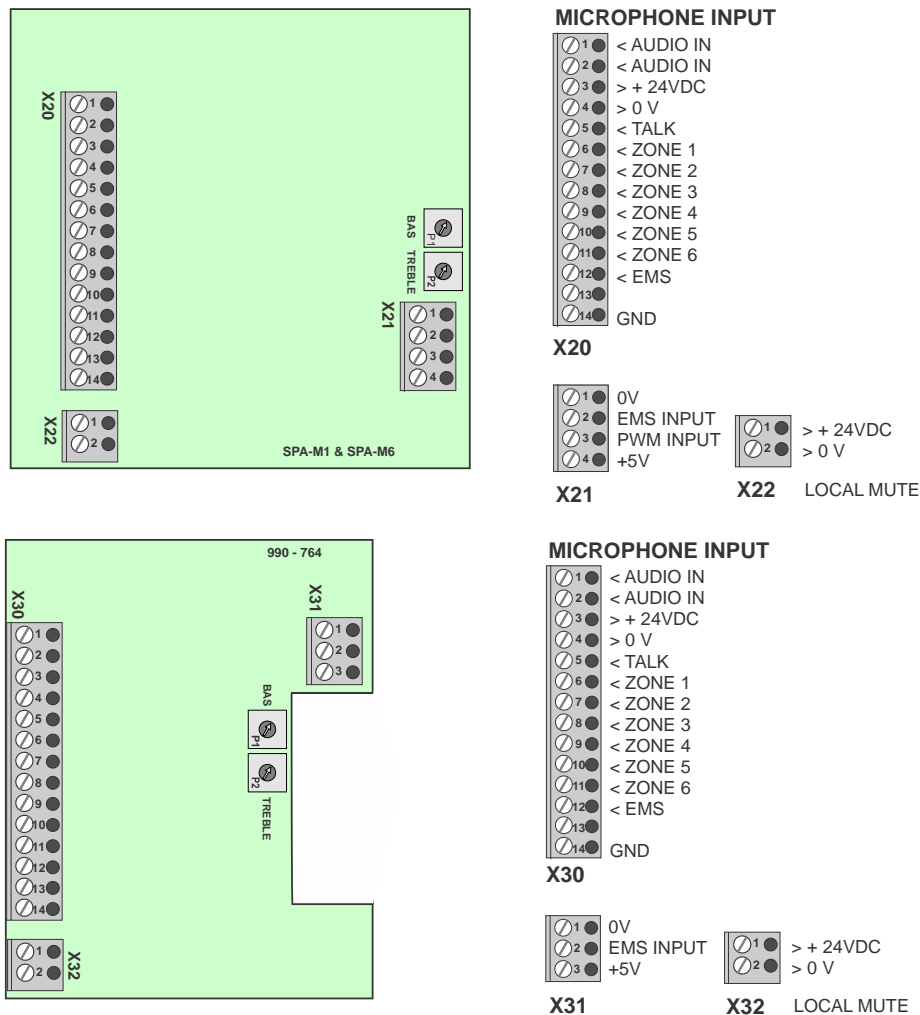 X20
1
2
3
4
5
6
7
8
9
10
11
12
13
14
X22
1
2
BAS
P1
P2
TREBLE
X21
1
2
3
4
SPA-M1 & SPA-M6
MICROPHONE INPUT
1 < AUDIO IN
2 < AUDIO IN
3 > + 24VDC
4 > 0 V
5 < TALK
6 < ZONE 1
7 < ZONE 2
8 < ZONE 3
9 < ZONE 4
10 < ZONE 5
11 < ZONE 6
12 < EMS
13
14 GND
X20
1 0V
2 EMS INPUT
3 PWM INPUT
4 +5V
X21
1 > + 24VDC
2 > 0 V
X22 LOCAL MUTE
990 - 764
X30
1
2
3
4
5
6
7
8
9
10
11
12
13
14
X32
1
2
X31
1
2
3
BAS
P1
P2
TREBLE
MICROPHONE INPUT
1 < AUDIO IN
2 < AUDIO IN
3 > + 24VDC
4 > 0 V
5 < TALK
6 < ZONE 1
7 < ZONE 2
8 < ZONE 3
9 < ZONE 4
10 < ZONE 5
11 < ZONE 6
12 < EMS
13
14 GND
X30
1 0V
2 EMS INPUT
3 +5V
X31
1 > + 24VDC
2 > 0 V
X32 LOCAL MUTE